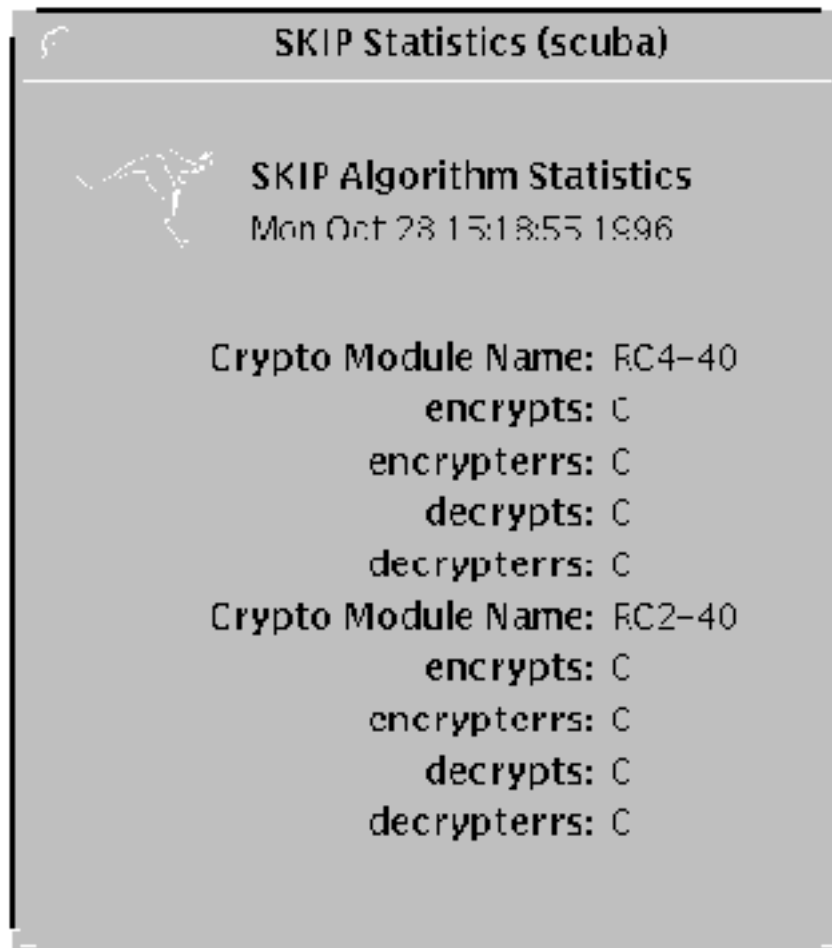 SKIP Statistics (scuba)
SKIP Algorithm Statistics
Mon Oct 28 15:18:55 1996
Crypto Module Name: RC4-40
encrypts: 0
encrypterrs: 0
decrypts: 0
decrypterrs: 0
Crypto Module Name: RC2-40
encrypts: 0
encrypterrs: 0
decrypts: 0
decrypterrs: 0